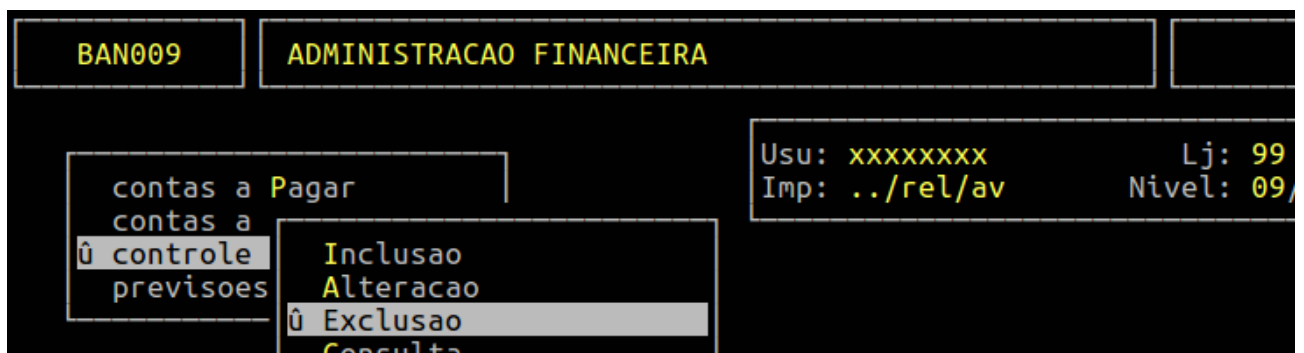 BAN009 ADMINISTRACAO FINANCEIRA
Usu: xxxxxxxx Lj: 99
Imp: ../rel/av Nivel: 09/
contas a Pagar
contas a
û controle
previsoes
Inclusao
Alteracao
û Exclusao
Consulta